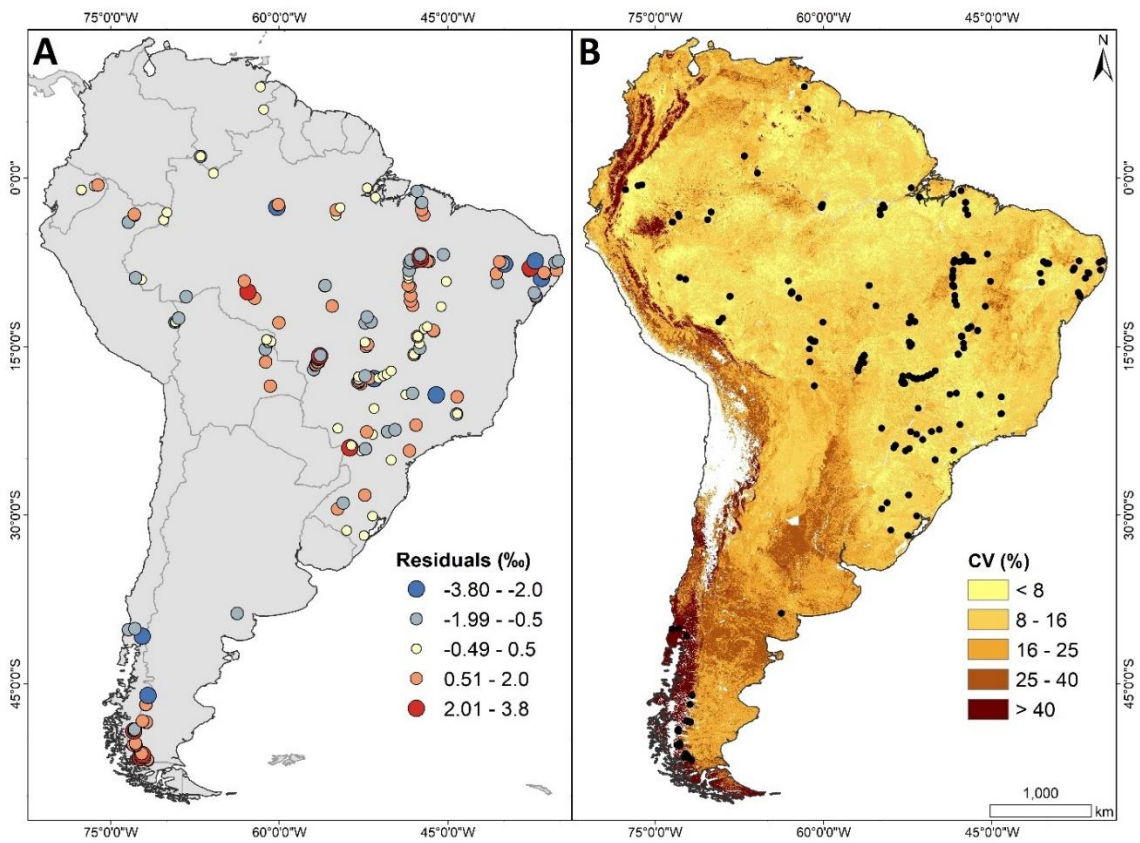 75°0'0"W 60°0'0"W 45°0'0"W 75°0'0"W 60°0'0"W 45°0'0"W
A
B
N
0°0'0"
15°0'0"S
30°0'0"S
45°0'0"S
Residuals (‰)
-3.80 - -2.0
-1.99 - -0.5
-0.49 - 0.5
0.51 - 2.0
2.01 - 3.8
CV (%)
< 8
8 - 16
16 - 25
25 - 40
> 40
0°0'0"
15°0'0"S
30°0'0"S
45°0'0"S
1,000
km
75°0'0"W 60°0'0"W 45°0'0"W 75°0'0"W 60°0'0"W 45°0'0"W